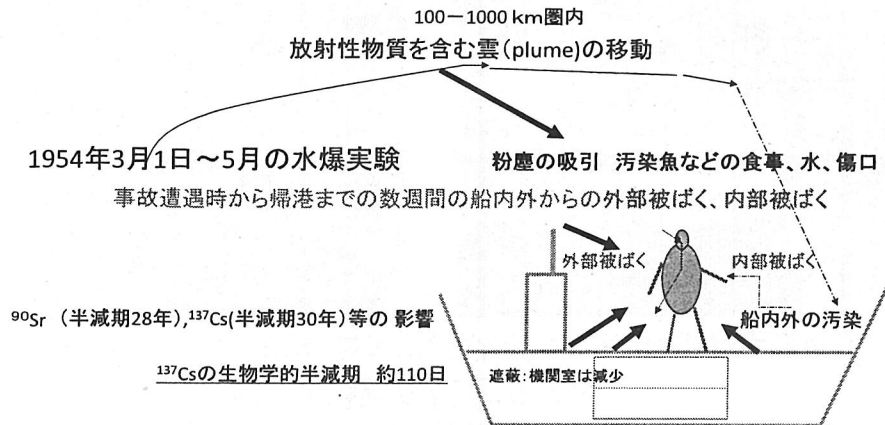 100－1000 km圏内
放射性物質を含む雲(plume)の移動
1954年3月1日～5月の水爆実験
粉塵の吸引 汚染魚などの食事、水、傷口
事故遭遇時から帰港までの数週間の船内外からの外部被ばく、内部被ばく
外部被ばく
内部被ばく
⁹⁰Sr （半減期28年）,¹³⁷Cs(半減期30年）等の 影響
船内外の汚染
¹³⁷Csの生物学的半減期 約110日
遮蔽：機関室は減少